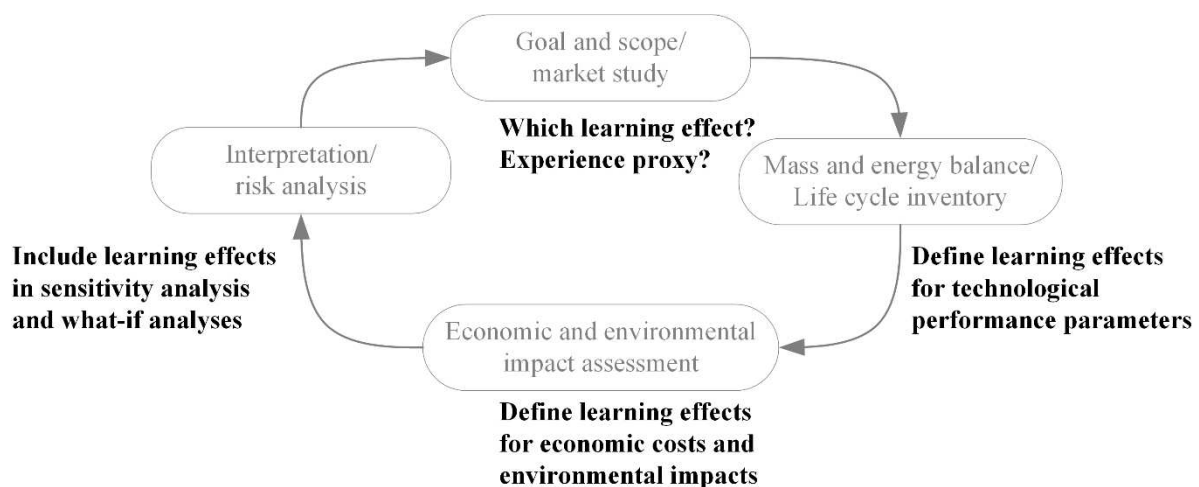 Goal and scope/
market study
Which learning effect?
Experience proxy?
Mass and energy balance/
Life cycle inventory
Define learning effects
for technological
performance parameters
Economic and environmental
impact assessment
Define learning effects
for economic costs and
environmental impacts
Interpretation/
risk analysis
Include learning effects
in sensitivity analysis
and what-if analyses